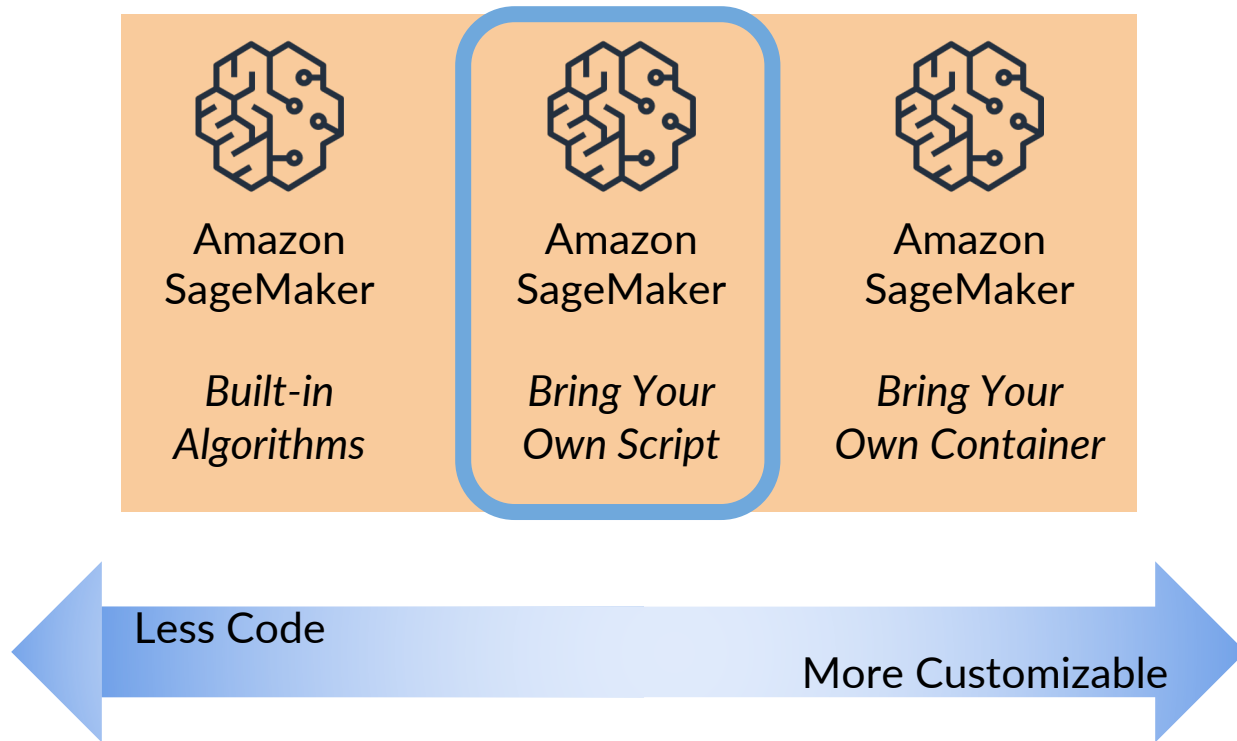 Amazon
SageMaker
Built-in
Algorithms
Amazon
SageMaker
Bring Your
Own Script
Amazon
SageMaker
Bring Your
Own Container
Less Code
More Customizable